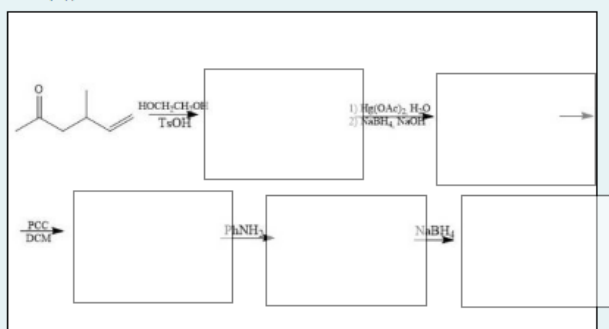 O
HOCH₂CH₂OH
TsOH
1) Hg(OAc)₂, H₂O
2) NaBH₄, NaOH
PCC
DCM
PhNH₂
NaBH₄